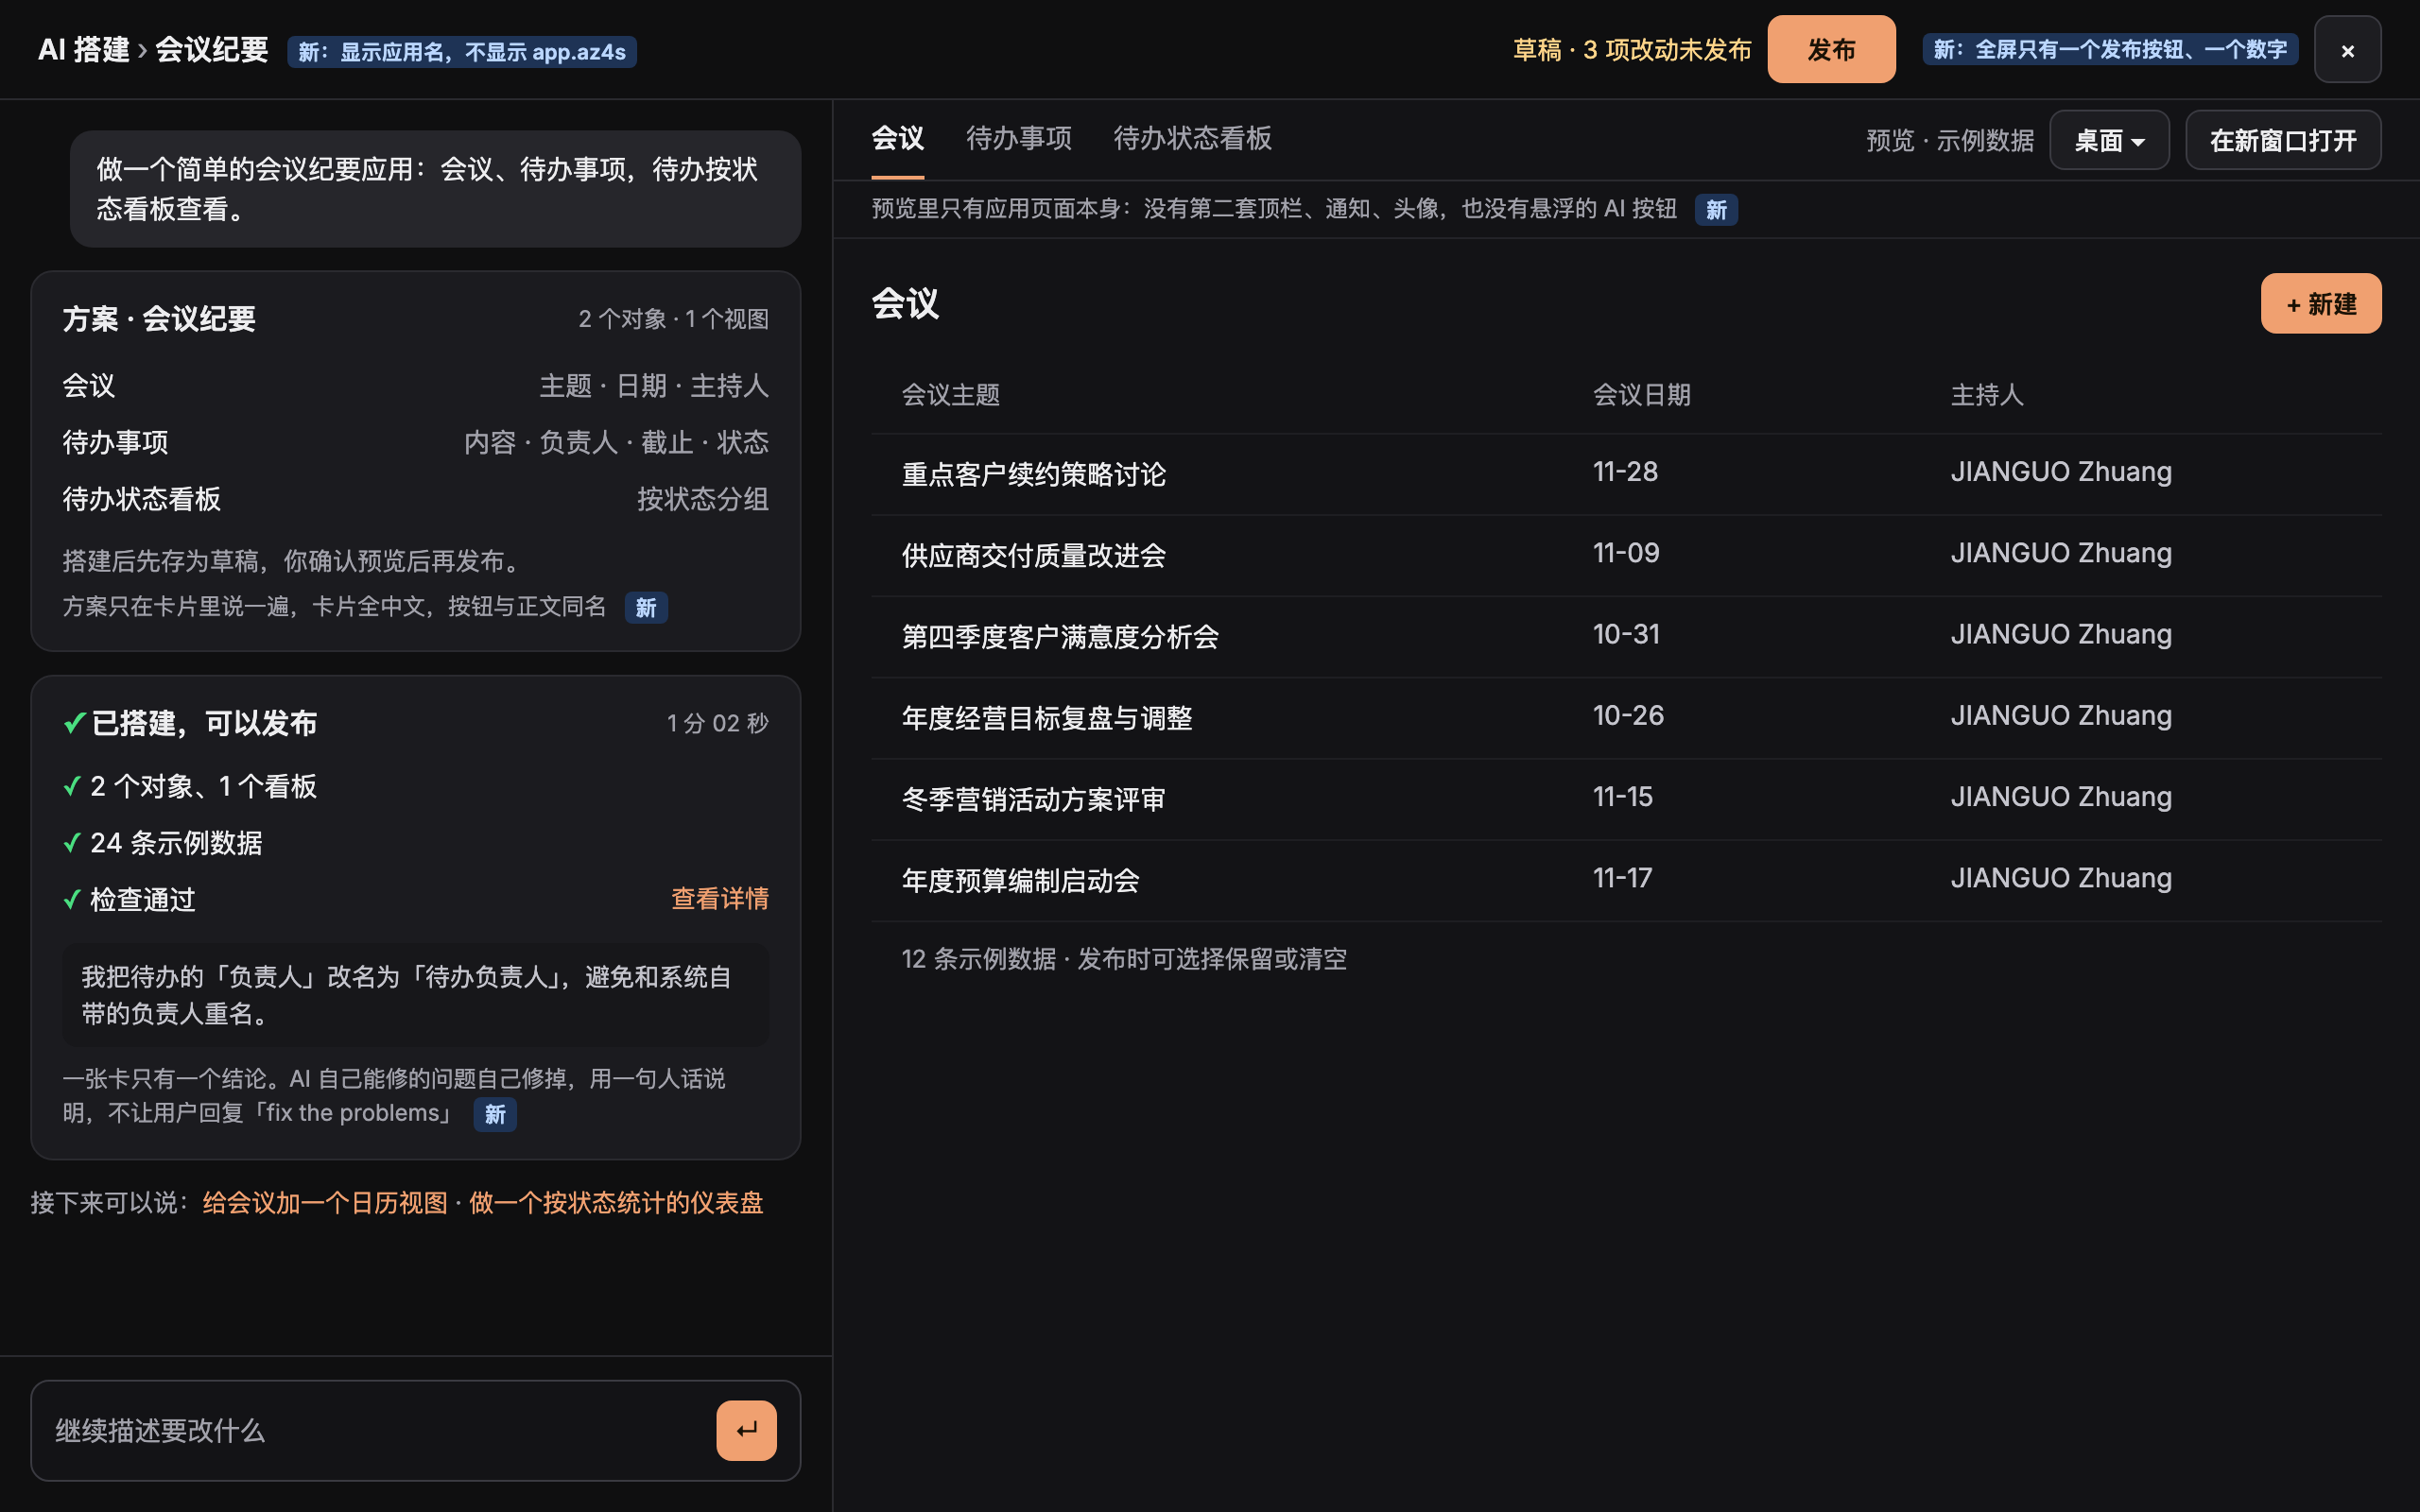 AI 搭建 › 会议纪要 新：显示应用名，不显示 app.az4s
草稿 · 3 项改动未发布 发布 新：全屏只有一个发布按钮、一个数字 ×
做一个简单的会议纪要应用：会议、待办事项，待办按状
态看板查看。
方案 · 会议纪要 2 个对象 · 1 个视图
会议 主题 · 日期 · 主持人
待办事项 内容 · 负责人 · 截止 · 状态
待办状态看板 按状态分组
搭建后先存为草稿，你确认预览后再发布。
方案只在卡片里说一遍，卡片全中文，按钮与正文同名 新
✓ 已搭建，可以发布 1 分 02 秒
✓ 2 个对象、1 个看板
✓ 24 条示例数据
✓ 检查通过 查看详情
我把待办的「负责人」改名为「待办负责人」，避免和系统自
带的负责人重名。
一张卡只有一个结论。AI 自己能修的问题自己修掉，用一句人话说
明，不让用户回复「fix the problems」 新
接下来可以说：给会议加一个日历视图 · 做一个按状态统计的仪表盘
继续描述要改什么 ↵
会议 待办事项 待办状态看板 预览 · 示例数据 桌面 在新窗口打开
预览里只有应用页面本身：没有第二套顶栏、通知、头像，也没有悬浮的 AI 按钮 新
会议 + 新建
会议主题 会议日期 主持人
重点客户续约策略讨论 11-28 JIANGUO Zhuang
供应商交付质量改进会 11-09 JIANGUO Zhuang
第四季度客户满意度分析会 10-31 JIANGUO Zhuang
年度经营目标复盘与调整 10-26 JIANGUO Zhuang
冬季营销活动方案评审 11-15 JIANGUO Zhuang
年度预算编制启动会 11-17 JIANGUO Zhuang
12 条示例数据 · 发布时可选择保留或清空